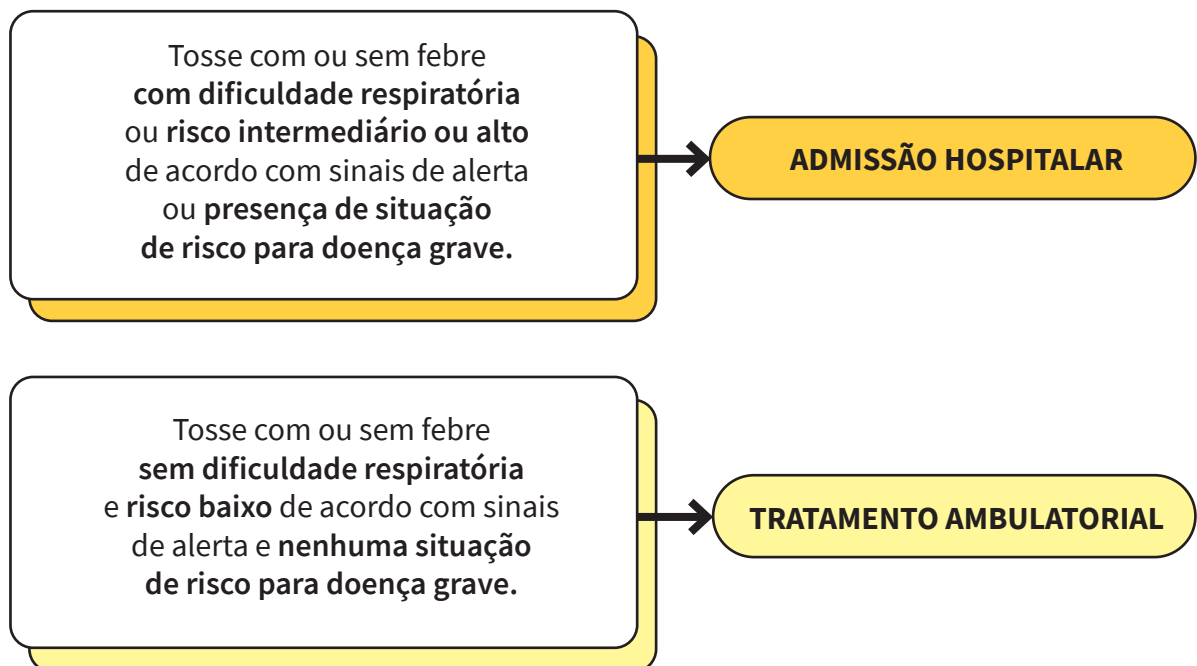 Tosse com ou sem febre
com dificuldade respiratória
ou risco intermediário ou alto
de acordo com sinais de alerta
ou presença de situação
de risco para doença grave.
ADMISSÃO HOSPITALAR
Tosse com ou sem febre
sem dificuldade respiratória
e risco baixo de acordo com sinais
de alerta e nenhuma situação
de risco para doença grave.
TRATAMENTO AMBULATORIAL